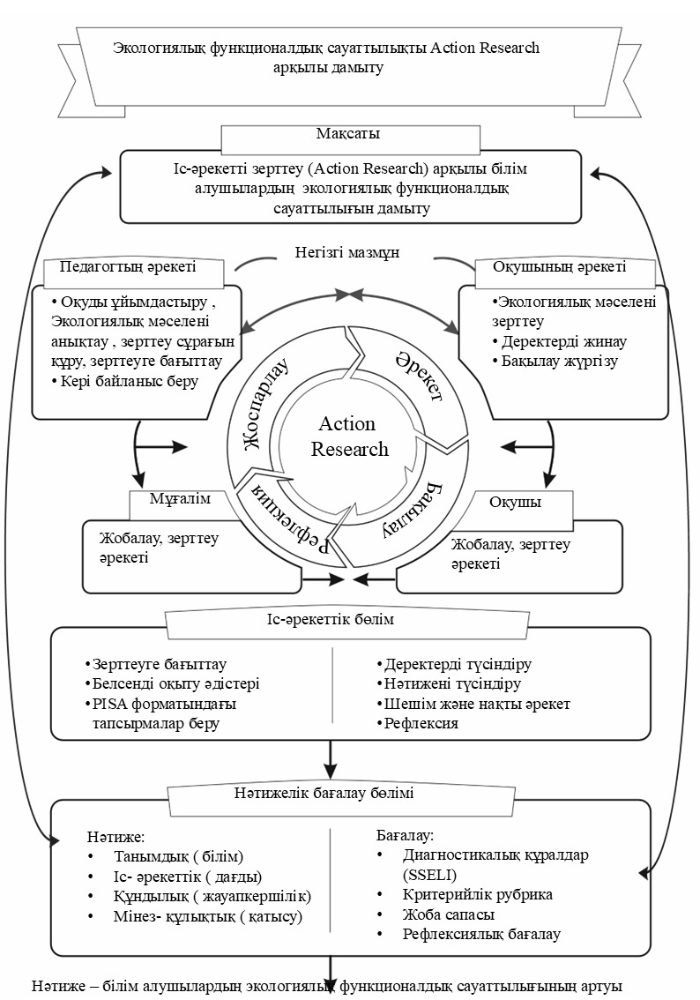 Экологиялық функционалдық сауаттылықты Action Research
арқылы дамыту
Мақсаты
Іс-әрекетті зерттеу (Action Research) арқылы білім
алушылардың экологиялық функционалдық
сауаттылығын дамыту
Негізгі мазмұн
Педагогтың әрекеті
• Оқуды ұйымдастыру ,
Экологиялық мәселені
анықтау , зерттеу сұрағын
құру, зерттеуге бағыттау
• Кері байланыс беру
Оқушының әрекеті
•Экологиялық мәселені
зерттеу
• Деректерді жинау
• Бақылау жүргізу
Жоспарлау
Әрекет
Бақылау
Рефлекция
Action
Research
Мұғалім
Жобалау, зерттеу
әрекеті
Оқушы
Жобалау, зерттеу
әрекеті
Іс-әрекеттік бөлім
•Зерттеуге бағыттау
•Белсенді оқыту әдістері
•PISA форматындағы
тапсырмалар беру
•Деректерді түсіндіру
•Нәтижені түсіндіру
•Шешім және нақты әрекет
•Рефлексия
Нәтижелік бағалау бөлімі
Нәтиже:
• Танымдық ( білім)
• Іс- әрекеттік ( дағды)
• Құндылық ( жауапкершілік)
• Мінез- құлықтық ( қатысу)
Бағалау:
• Диагностикалық құралдар
(SSELI)
• Критерийлік рубрика
• Жоба сапасы
• Рефлексиялық бағалау
Нәтиже – білім алушылардың экологиялық функционалдық сауаттылығының артуы